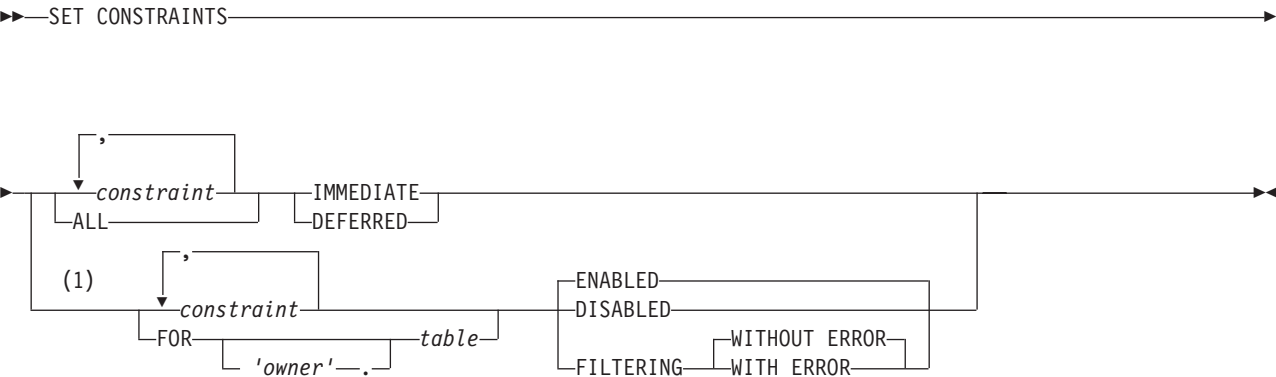 SET CONSTRAINTS
,
constraint IMMEDIATE
ALL DEFERRED
,
(1) ENABLED
constraint DISABLED
FOR table WITHOUT ERROR
'owner' . FILTERING WITH ERROR